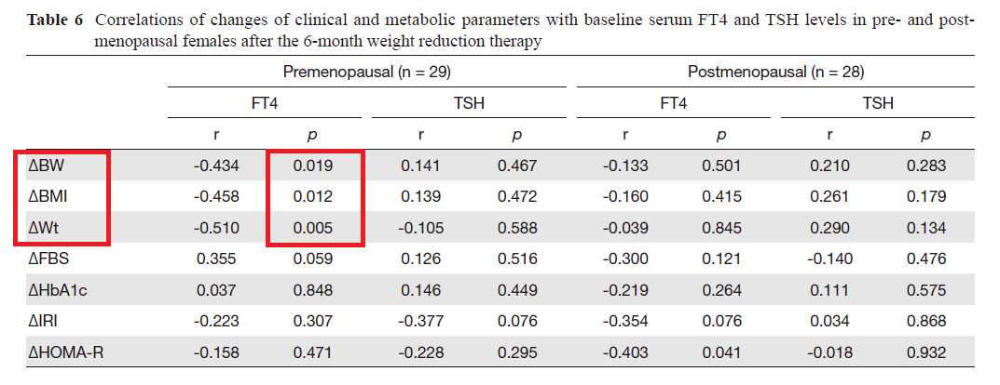 Table 6 Correlations of changes of clinical and metabolic parameters with baseline serum FT4 and TSH levels in pre- and post-
menopausal females after the 6-month weight reduction therapy
Premenopausal (n = 29) Postmenopausal (n = 28)
FT4 TSH FT4 TSH
r p r p r p r p
ΔBW -0.434 0.019 0.141 0.467 -0.133 0.501 0.210 0.283
ΔBMI -0.458 0.012 0.139 0.472 -0.160 0.415 0.261 0.179
ΔWt -0.510 0.005 -0.105 0.588 -0.039 0.845 0.290 0.134
ΔFBS 0.355 0.059 0.126 0.516 -0.300 0.121 -0.140 0.476
ΔHbA1c 0.037 0.848 0.146 0.449 -0.219 0.264 0.111 0.575
ΔIRI -0.223 0.307 -0.377 0.076 -0.354 0.076 0.034 0.868
ΔHOMA-R -0.158 0.471 -0.228 0.295 -0.403 0.041 -0.018 0.932